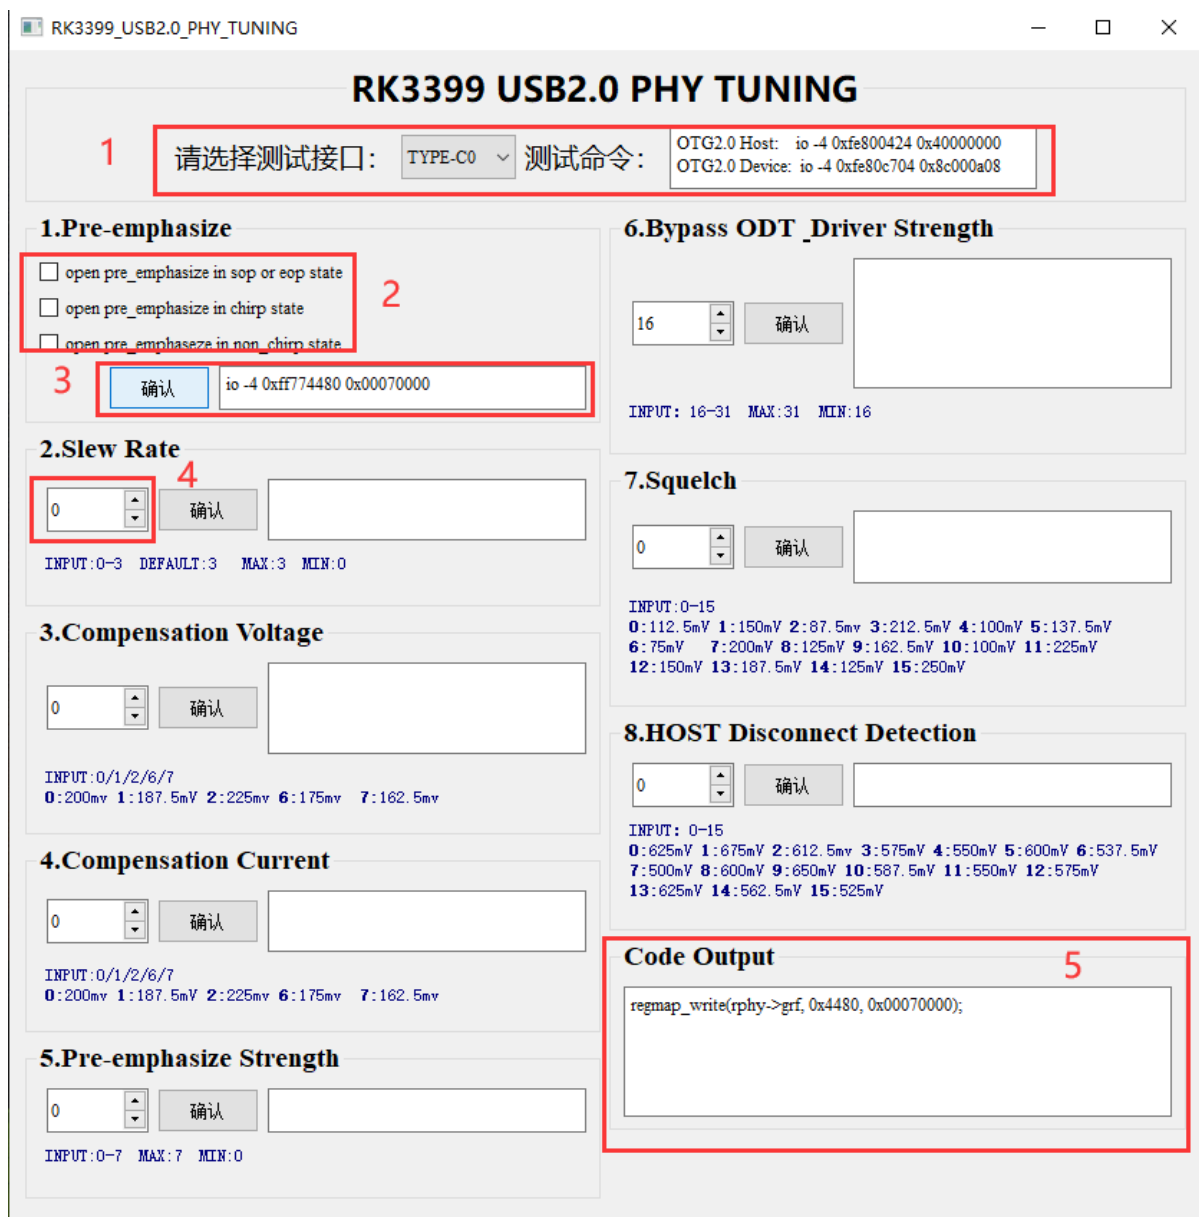 RK3399_USB2.0_PHY_TUNING
RK3399 USB2.0 PHY TUNING
1
请选择测试接口：
TYPE-C0
测试命令：
OTG2.0 Host: io -4 0xfe800424 0x40000000
OTG2.0 Device: io -4 0xfe80c704 0x8c000a08
1.Pre-emphasize
open pre_emphasize in sop or eop state
open pre_emphasize in chirp state
open pre_emphaseze in non_chirp state
2
3
确认
io -4 0xff774480 0x00070000
2.Slew Rate
4
0
确认
INPUT:0-3 DEFAULT:3 MAX:3 MIN:0
3.Compensation Voltage
0
确认
INPUT:0/1/2/6/7
0:200mv 1:187.5mV 2:225mv 6:175mv 7:162.5mv
4.Compensation Current
0
确认
INPUT:0/1/2/6/7
0:200mv 1:187.5mV 2:225mv 6:175mv 7:162.5mv
5.Pre-emphasize Strength
0
确认
INPUT:0-7 MAX:7 MIN:0
6.Bypass ODT _Driver Strength
16
确认
INPUT: 16-31 MAX:31 MIN:16
7.Squelch
0
确认
INPUT:0-15
0:112.5mV 1:150mV 2:87.5mv 3:212.5mV 4:100mV 5:137.5mV
6:75mV 7:200mV 8:125mV 9:162.5mV 10:100mV 11:225mV
12:150mV 13:187.5mV 14:125mV 15:250mV
8.HOST Disconnect Detection
0
确认
INPUT: 0-15
0:625mV 1:675mV 2:612.5mv 3:575mV 4:550mV 5:600mV 6:537.5mV
7:500mV 8:600mV 9:650mV 10:587.5mV 11:550mV 12:575mV
13:625mV 14:562.5mV 15:525mV
Code Output
5
regmap_write(rphy->grf, 0x4480, 0x00070000);